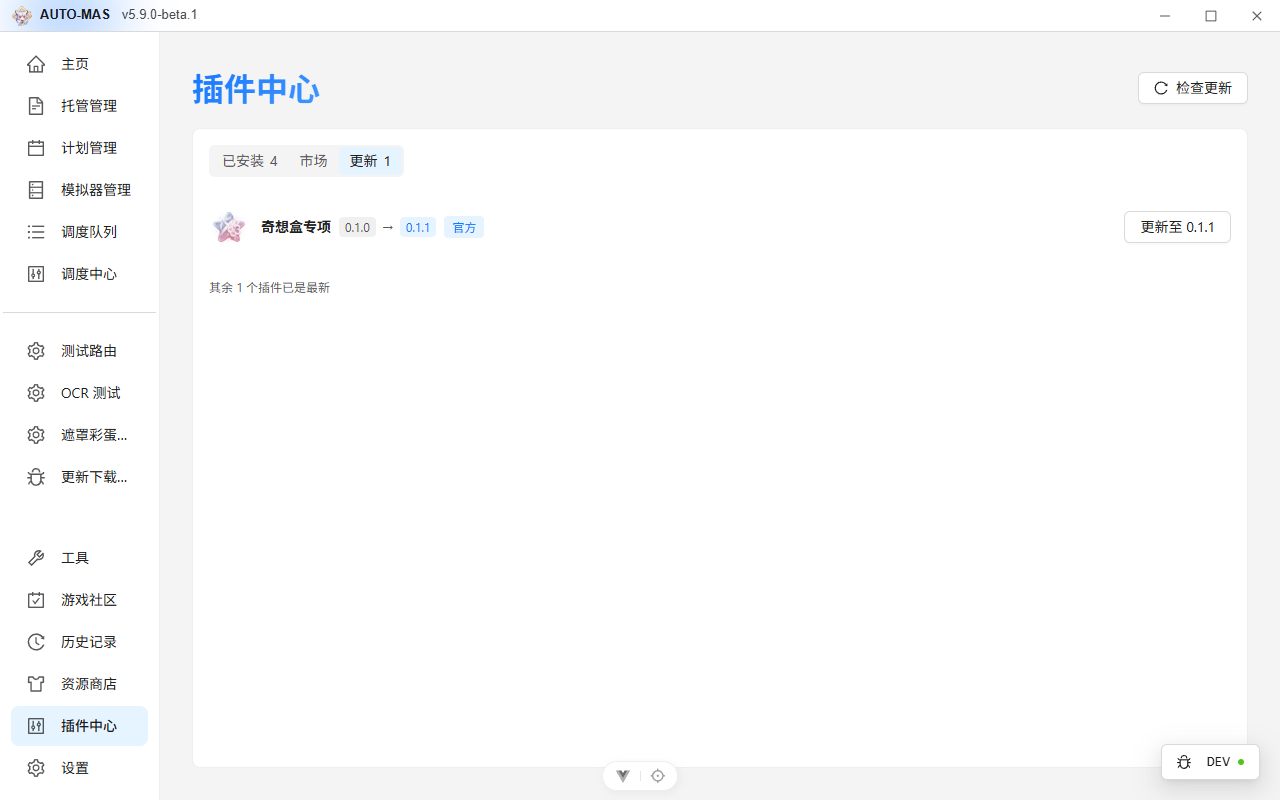 AUTO-MAS v5.9.0-beta.1
主页
托管管理
计划管理
模拟器管理
调度队列
调度中心
测试路由
OCR 测试
遮罩彩蛋...
更新下载...
工具
游戏社区
历史记录
资源商店
插件中心
设置
插件中心
检查更新
已安装 4 市场 更新 1
奇想盒专项 0.1.0 → 0.1.1 官方
更新至 0.1.1
其余 1 个插件已是最新
DEV